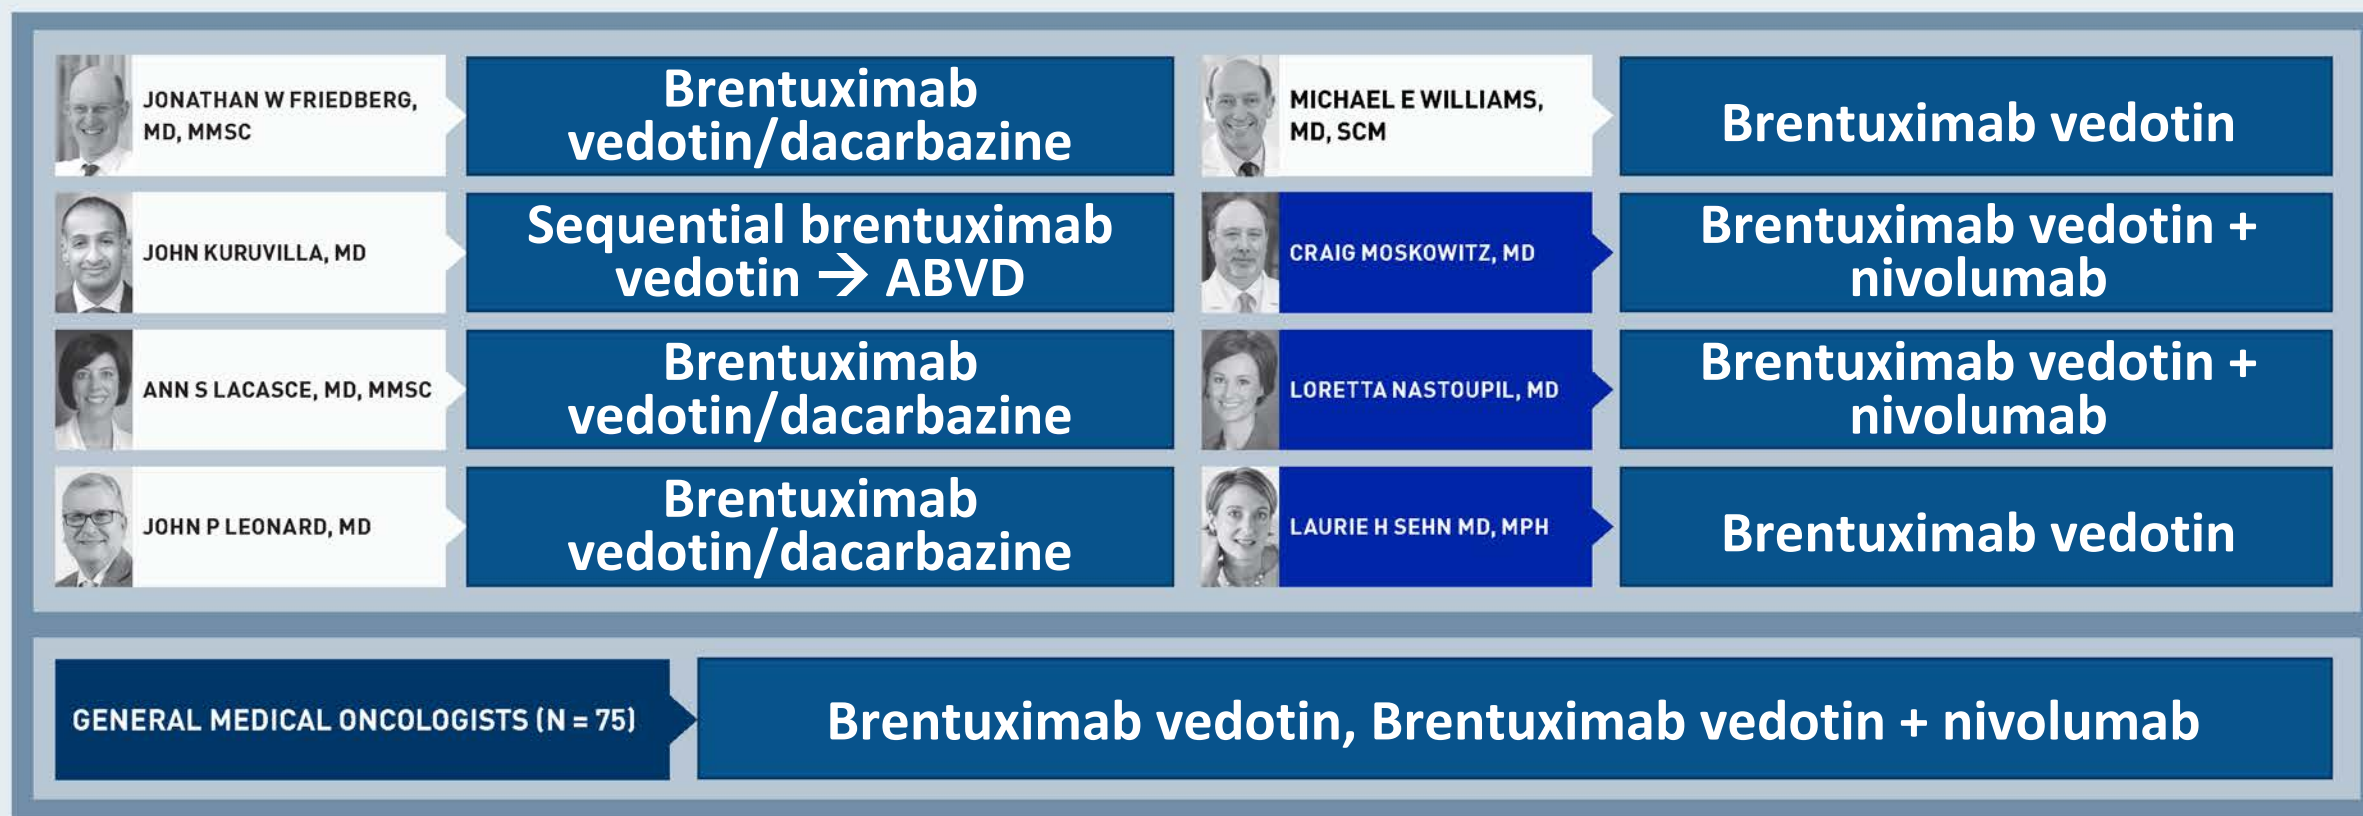 JONATHAN W FRIEDBERG,
MD, MMSC
Brentuximab
vedotin/dacarbazine
MICHAEL E WILLIAMS,
MD, SCM
Brentuximab vedotin
JOHN KURUVILLA, MD
Sequential brentuximab
vedotin → ABVD
CRAIG MOSKOWITZ, MD
Brentuximab vedotin +
nivolumab
ANN S LACASCE, MD, MMSC
Brentuximab
vedotin/dacarbazine
LORETTA NASTOUPIL, MD
Brentuximab vedotin +
nivolumab
JOHN P LEONARD, MD
Brentuximab
vedotin/dacarbazine
LAURIE H SEHN MD, MPH
Brentuximab vedotin
GENERAL MEDICAL ONCOLOGISTS (N = 75)
Brentuximab vedotin, Brentuximab vedotin + nivolumab